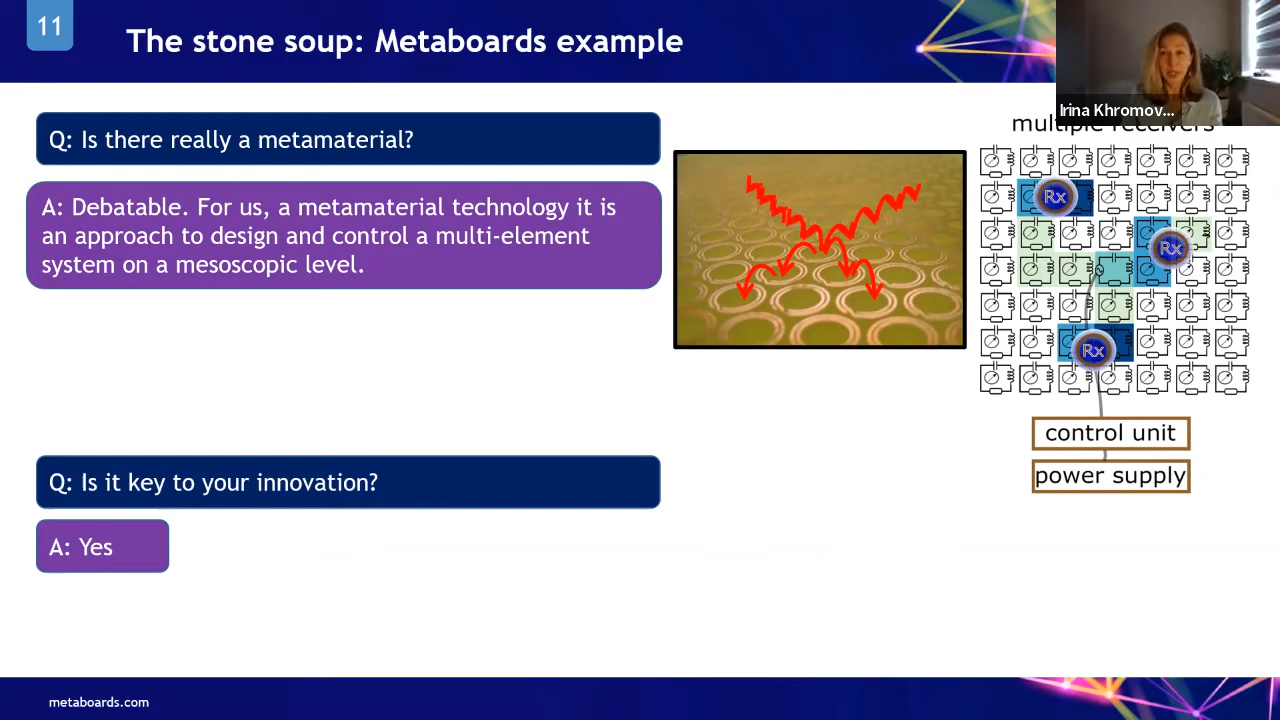 11
The stone soup: Metaboards example
Irina Khromov...
Q: Is there really a metamaterial?
A: Debatable. For us, a metamaterial technology it is
an approach to design and control a multi-element
system on a mesoscopic level.
Q: Is it key to your innovation?
A: Yes
multiple receivers
Rx
Rx
Rx
control unit
power supply
metaboards.com